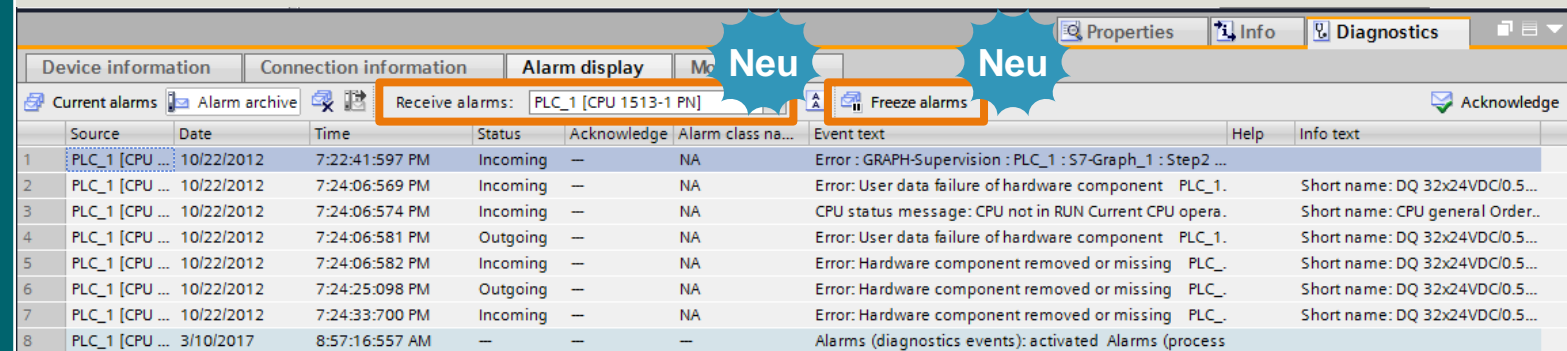 Properties Info Diagnostics
Device information Connection information Alarm display Neu Neu
Current alarms Alarm archive Receive alarms: PLC_1 [CPU 1513-1 PN] Freeze alarms Acknowledge
Source Date Time Status Acknowledge Alarm class na... Event text Help Info text
1 PLC_1 [CPU ... 10/22/2012 7:22:41:597 PM Incoming — NA Error : GRAPH-Supervision : PLC_1 : S7-Graph_1 : Step2 ...
2 PLC_1 [CPU ... 10/22/2012 7:24:06:569 PM Incoming — NA Error: User data failure of hardware component PLC_1. Short name: DQ 32x24VDC/0.5...
3 PLC_1 [CPU ... 10/22/2012 7:24:06:574 PM Incoming — NA CPU status message: CPU not in RUN Current CPU opera. Short name: CPU general Order..
4 PLC_1 [CPU ... 10/22/2012 7:24:06:581 PM Outgoing — NA Error: User data failure of hardware component PLC_1. Short name: DQ 32x24VDC/0.5...
5 PLC_1 [CPU ... 10/22/2012 7:24:06:582 PM Incoming — NA Error: Hardware component removed or missing PLC_. Short name: DQ 32x24VDC/0.5...
6 PLC_1 [CPU ... 10/22/2012 7:24:25:098 PM Outgoing — NA Error: Hardware component removed or missing PLC_. Short name: DQ 32x24VDC/0.5...
7 PLC_1 [CPU ... 10/22/2012 7:24:33:700 PM Incoming — NA Error: Hardware component removed or missing PLC_. Short name: DQ 32x24VDC/0.5...
8 PLC_1 [CPU ... 3/10/2017 8:57:16:557 AM — — — Alarms (diagnostics events): activated Alarms (process